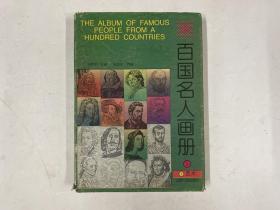 THE ALBUM OF FAMOUS
PEOPLE FROM A
HUNDRED COUNTRIES
百国名人画册